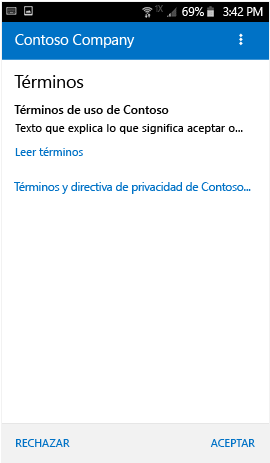 1X 69% 3:42 PM
Contoso Company
Términos
Términos de uso de Contoso
Texto que explica lo que significa aceptar o...
Leer términos
Términos y directiva de privacidad de Contoso...
RECHAZAR ACEPTAR